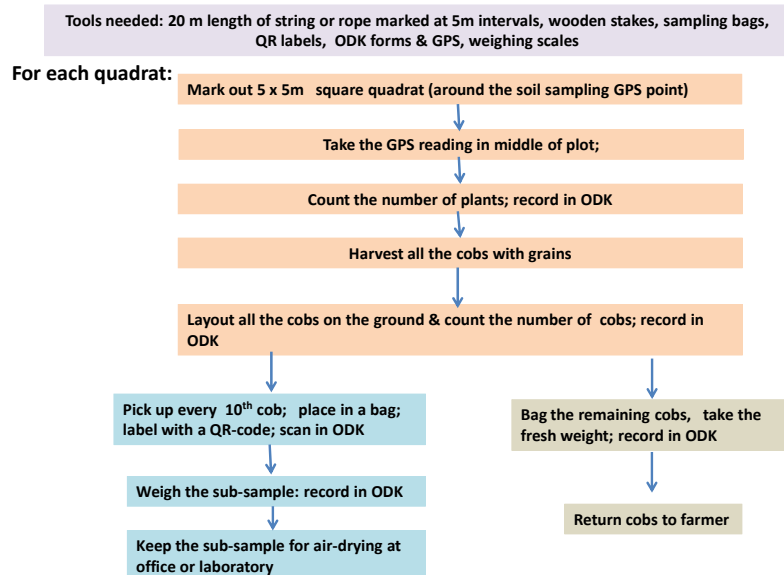 Tools needed: 20 m length of string or rope marked at 5m intervals, wooden stakes, sampling bags,
QR labels, ODK forms & GPS, weighing scales
For each quadrat:
Mark out 5 x 5m square quadrat (around the soil sampling GPS point)
Take the GPS reading in middle of plot;
Count the number of plants; record in ODK
Harvest all the cobs with grains
Layout all the cobs on the ground & count the number of cobs; record in
ODK
Pick up every 10th cob; place in a bag;
label with a QR-code; scan in ODK
Weigh the sub-sample: record in ODK
Keep the sub-sample for air-drying at
office or laboratory
Bag the remaining cobs, take the
fresh weight; record in ODK
Return cobs to farmer